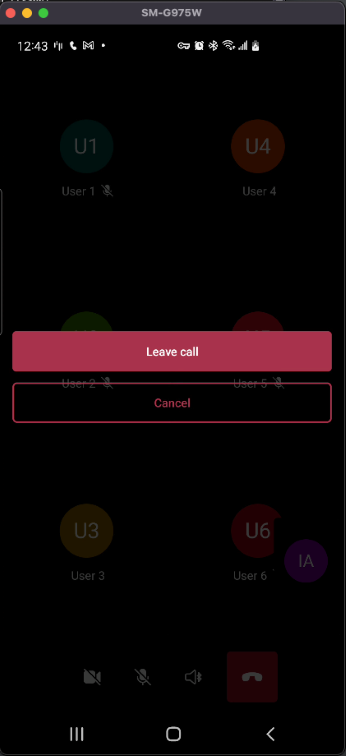 SM-G975W
12:43
U1
U4
User 1
User 4
Leave call
User 2
User 5
Cancel
U3
U6
User 3
User 6
IA